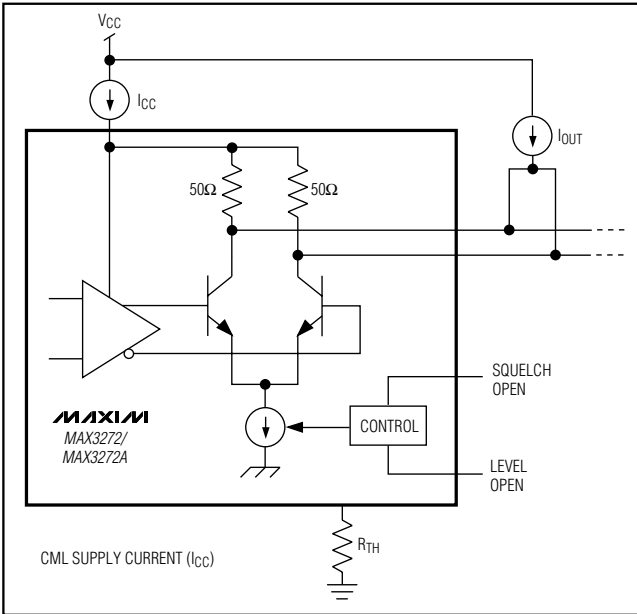 VCC
ICC
IOUT
50Ω
50Ω
SQUELCH
OPEN
CONTROL
MAXIM
MAX3272/
MAX3272A
LEVEL
OPEN
RTH
CML SUPPLY CURRENT (ICC)